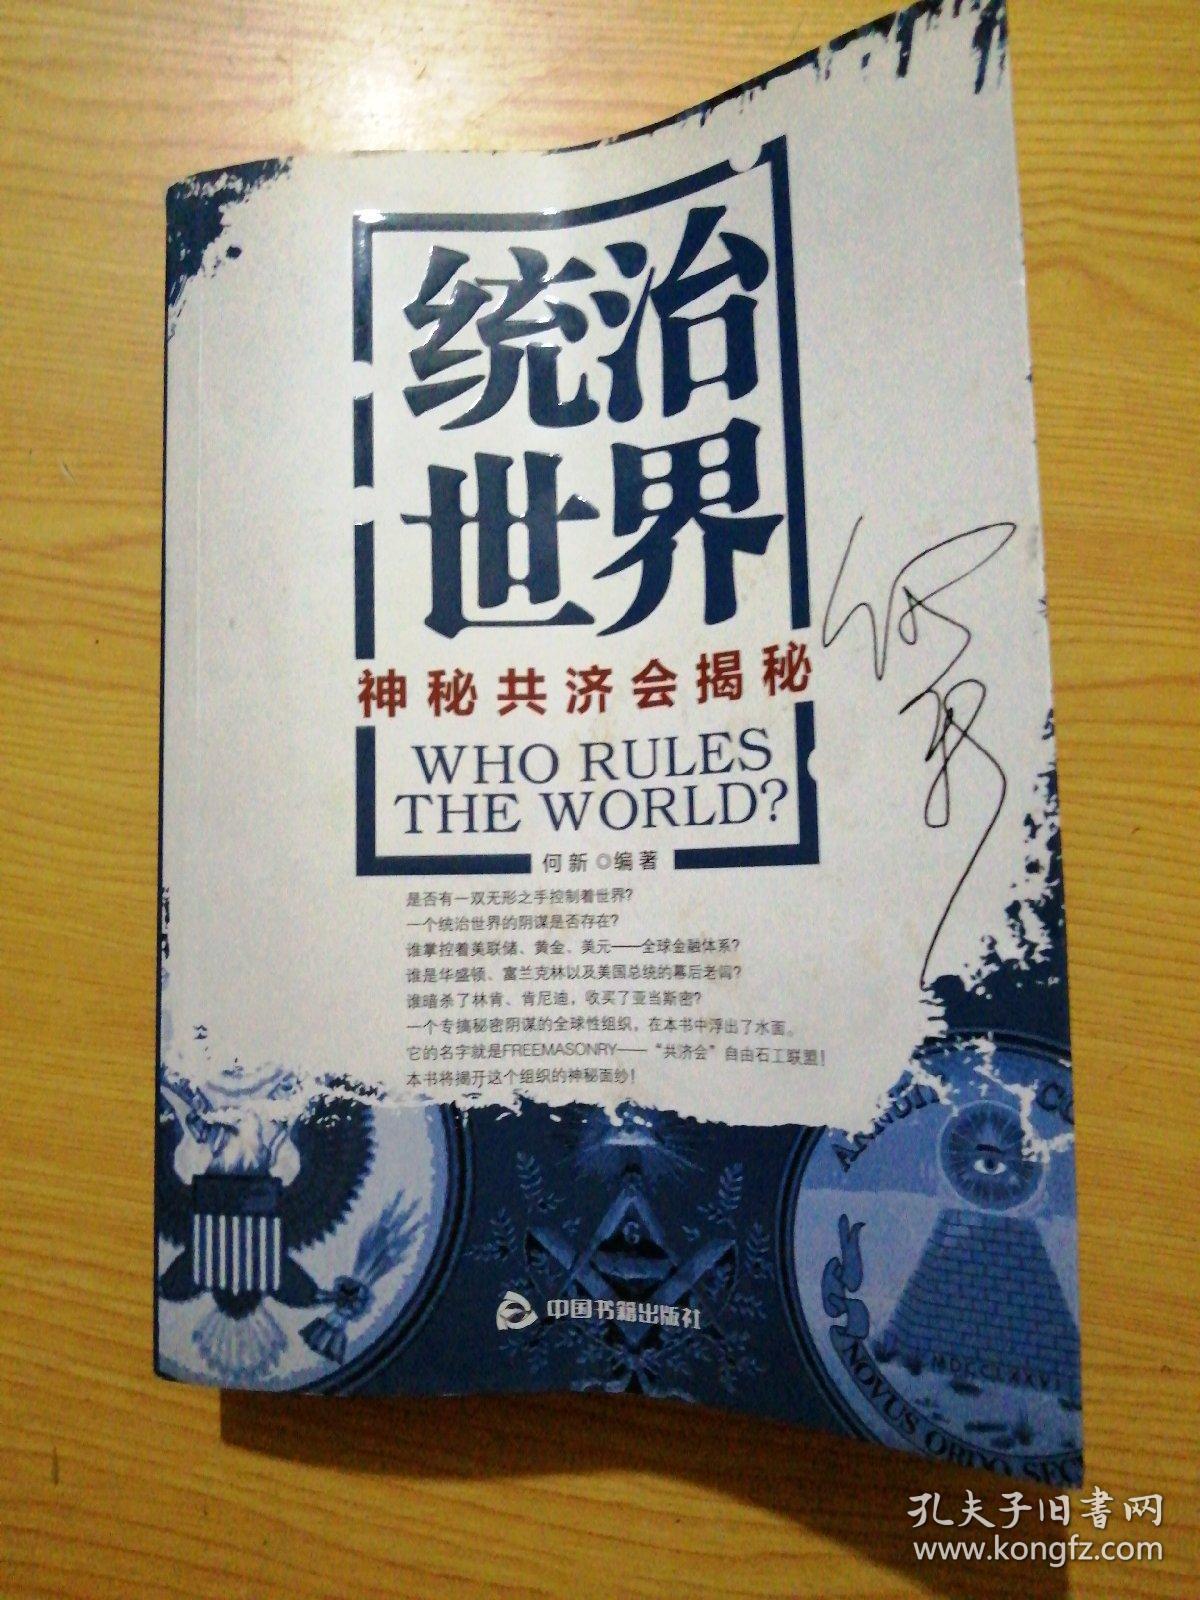 统治
世界
神秘共济会揭秘
WHO RULES
THE WORLD?
何新◎编著
是否有一双无形之手控制着世界?
一个统治世界的阴谋是否存在?
谁掌控着美联储、黄金、美元——全球金融体系?
谁是华盛顿、富兰克林以及美国总统的幕后老闆?
谁暗杀了林肯、肯尼迪,收买了亚当斯密?
一个专搞秘密阴谋的全球性组织,在本书中浮出了水面。
它的名字就是FREEMASONRY——“共济会”自由石工联盟!
本书将揭开这个组织的神秘面纱!
何新
G
MDCCLXXVI
NOVUS ORDO SEC
中国书籍出版社
孔夫子旧书网
www.kongfz.com